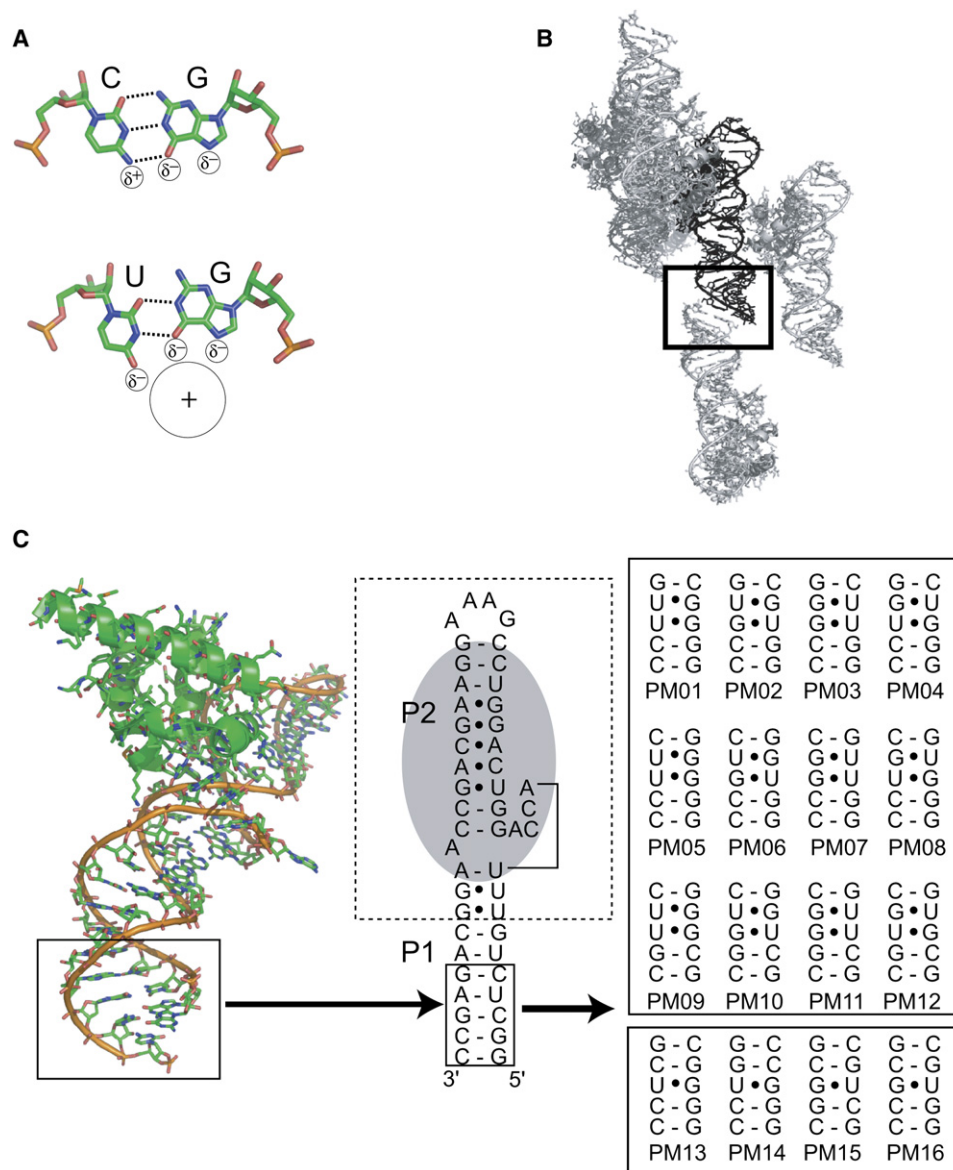 A
C G
δ+ δ− δ−
U G
δ− δ− δ−
+
B
C
A A
A G
G - C
G - C
A - U
P2
A • G
G • G
C • A
A • C
G • U A
C - G C
C - G AC
A
A - U
G • U
G • U
P1
C - G
A - U
G - C
A - U
G - C
C - G
C - G
3' 5'
G - C G - C G - C G - C
U • G U • G G • U G • U
U • G G • U G • U U • G
C - G C - G C - G C - G
C - G C - G C - G C - G
PM01 PM02 PM03 PM04
C - G C - G C - G C - G
U • G U • G G • U G • U
U • G G • U G • U U • G
C - G C - G C - G C - G
C - G C - G C - G C - G
PM05 PM06 PM07 PM08
C - G C - G C - G C - G
U • G U • G G • U G • U
U • G G • U G • U U • G
G - C G - C G - C G - C
C - G C - G C - G C - G
PM09 PM10 PM11 PM12
U • G U • G G • U G • U
C - G C - G C - G C - G
PM13 PM14 PM15 PM16